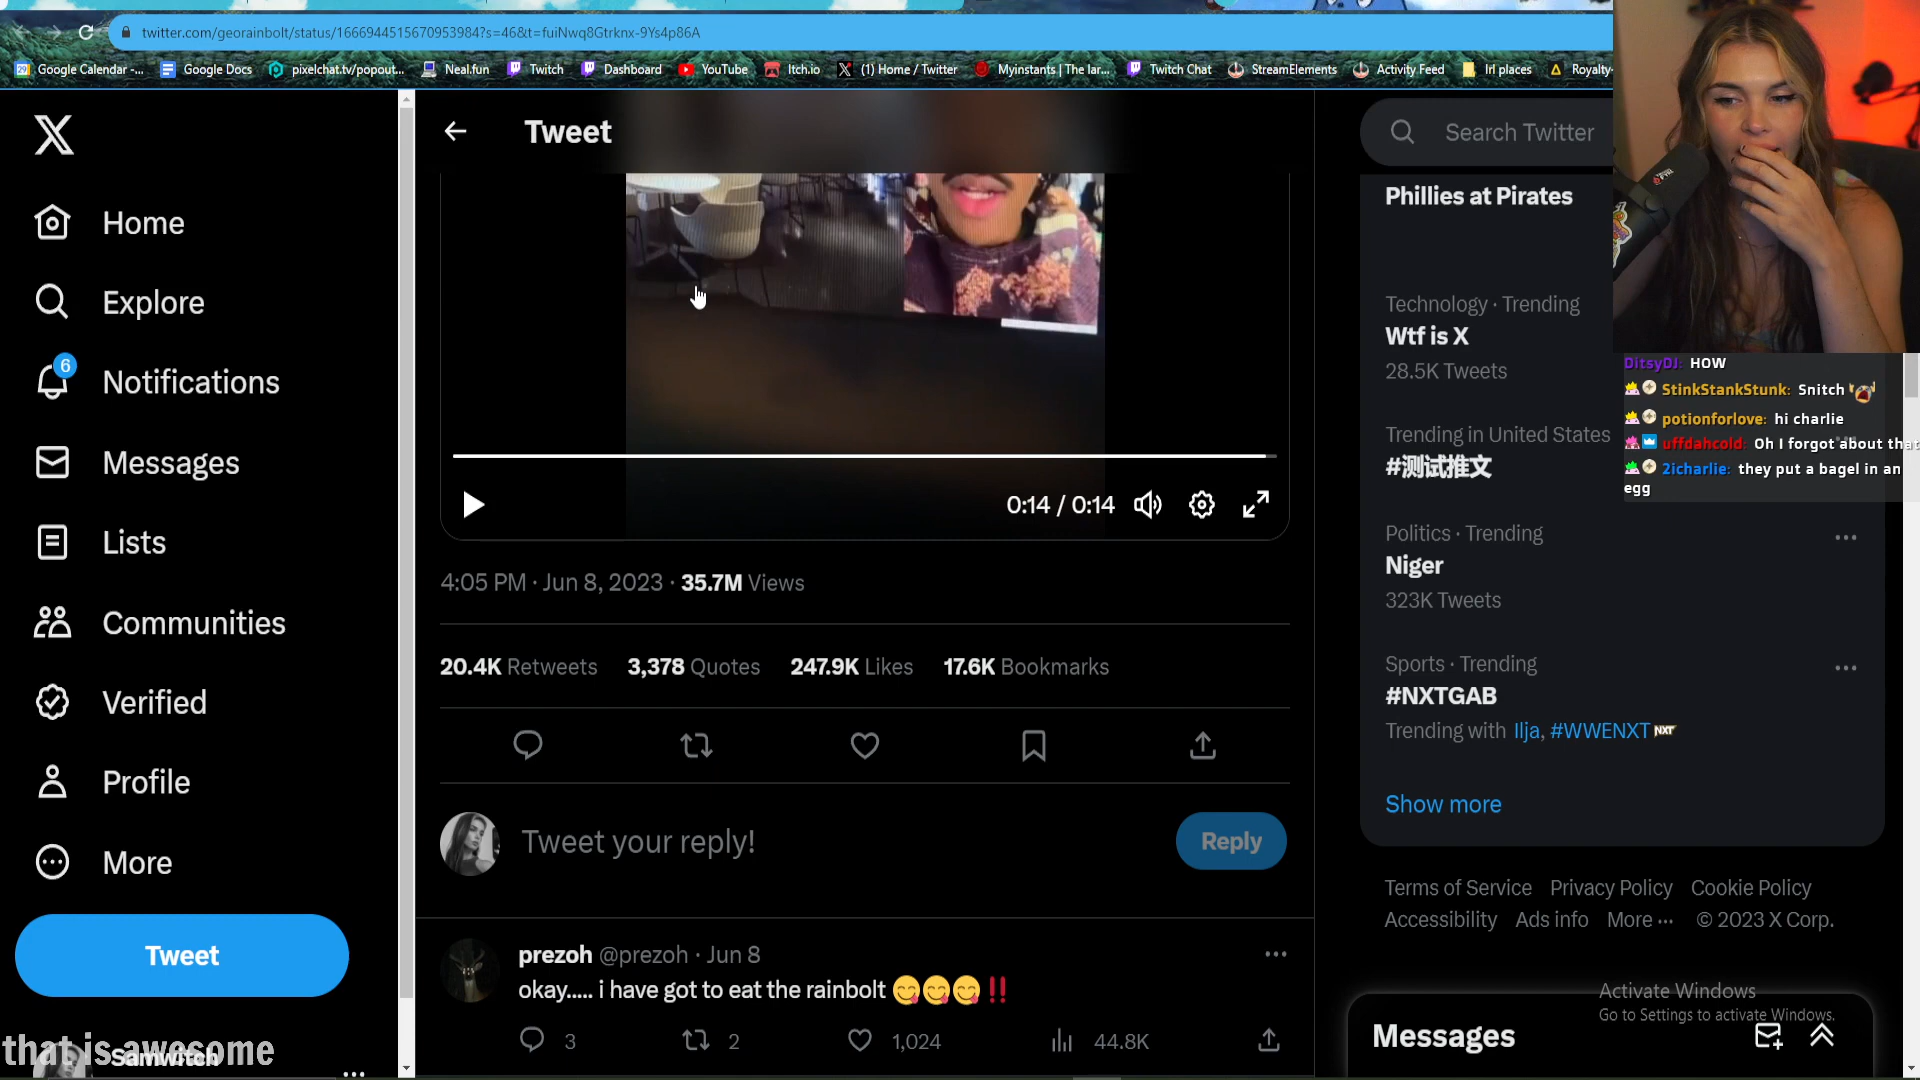 twitter.com/georainbolt/status/1666944515670953984?s=46&t=fuiNwq8Gtrknx-9Ys4p86A
Google Calendar -... Google Docs pixelchat.tv/popout... Neal.fun Twitch Dashboard YouTube Itch.io (1) Home / Twitter Myinstants | The lar... Twitch Chat StreamElements Activity Feed Irl places Royalty-
Home
Explore
6
Notifications
Messages
Lists
Communities
Verified
Profile
More
Tweet
Samwitch
that is awesome
Tweet
0:14 / 0:14
4:05 PM · Jun 8, 2023 · 35.7M Views
20.4K Retweets 3,378 Quotes 247.9K Likes 17.6K Bookmarks
Tweet your reply!
Reply
prezoh @prezoh · Jun 8
okay..... i have got to eat the rainbolt 😋😋😋‼️
3 2 1,024 44.8K
Search Twitter
Phillies at Pirates
Technology · Trending
Wtf is X
28.5K Tweets
Trending in United States
#测试推文
Politics · Trending
Niger
323K Tweets
Sports · Trending
#NXTGAB
Trending with Ilja, #WWENXT
Show more
Terms of Service Privacy Policy Cookie Policy
Accessibility Ads info More ··· © 2023 X Corp.
Activate Windows
Go to Settings to activate Windows.
Messages
DitsyDJ: HOW
StinkStankStunk: Snitch
potionforlove: hi charlie
uffdahcold: Oh I forgot about that
2icharlie: they put a bagel in an
egg